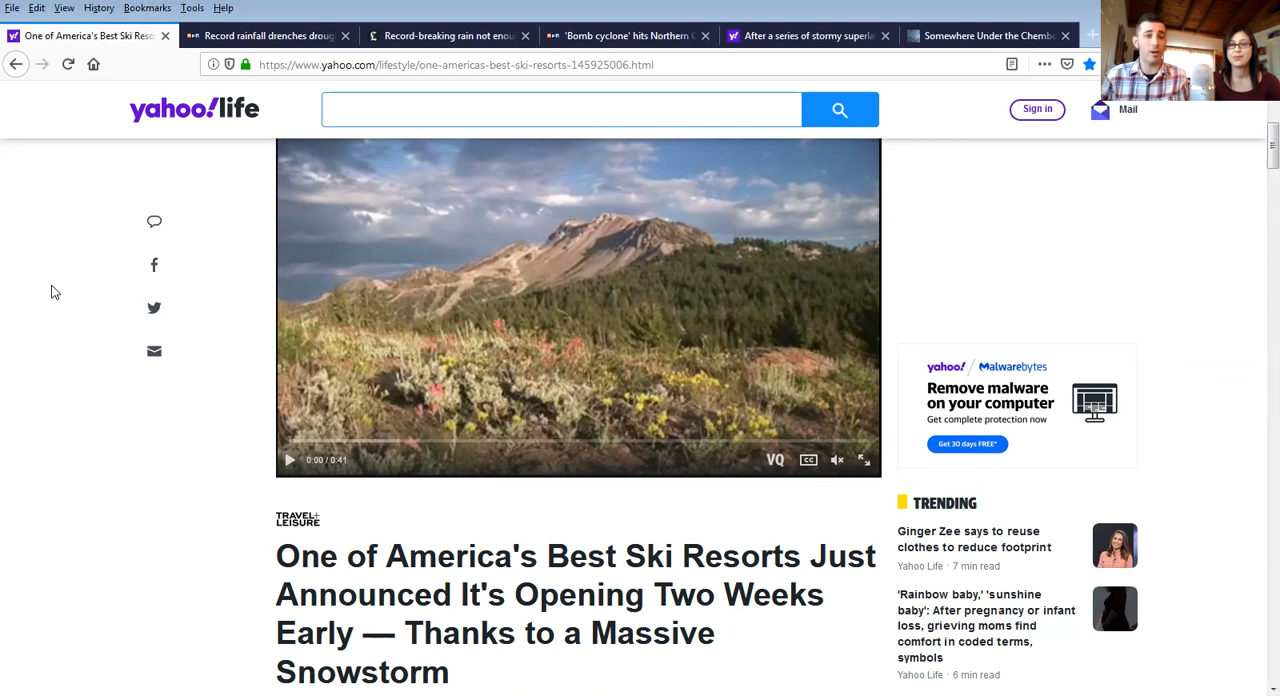 File Edit View History Bookmarks Tools Help
One of America's Best Ski Reso
Record rainfall drenches droug
Record-breaking rain not enou
'Bomb cyclone' hits Northern C
After a series of stormy superlat
Somewhere Under the Chembo
https://www.yahoo.com/lifestyle/one-americas-best-ski-resorts-145925006.html
yahoo!life
Sign in
Mail
0:00 / 0:41
VQ
CC
yahoo! / Malwarebytes
Remove malware
on your computer
Get complete protection now
Get 30 days FREE*
TRAVEL+
LEISURE
One of America's Best Ski Resorts Just
Announced It's Opening Two Weeks
Early — Thanks to a Massive
Snowstorm
TRENDING
Ginger Zee says to reuse
clothes to reduce footprint
Yahoo Life · 7 min read
'Rainbow baby,' 'sunshine
baby': After pregnancy or infant
loss, grieving moms find
comfort in coded terms,
symbols
Yahoo Life · 6 min read